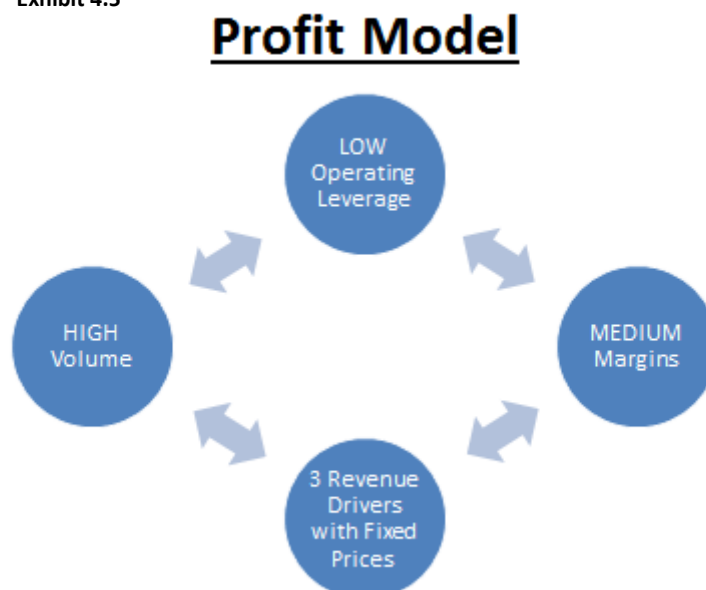 Profit Model
LOW
Operating
Leverage
HIGH
Volume
MEDIUM
Margins
3 Revenue
Drivers
with Fixed
Prices